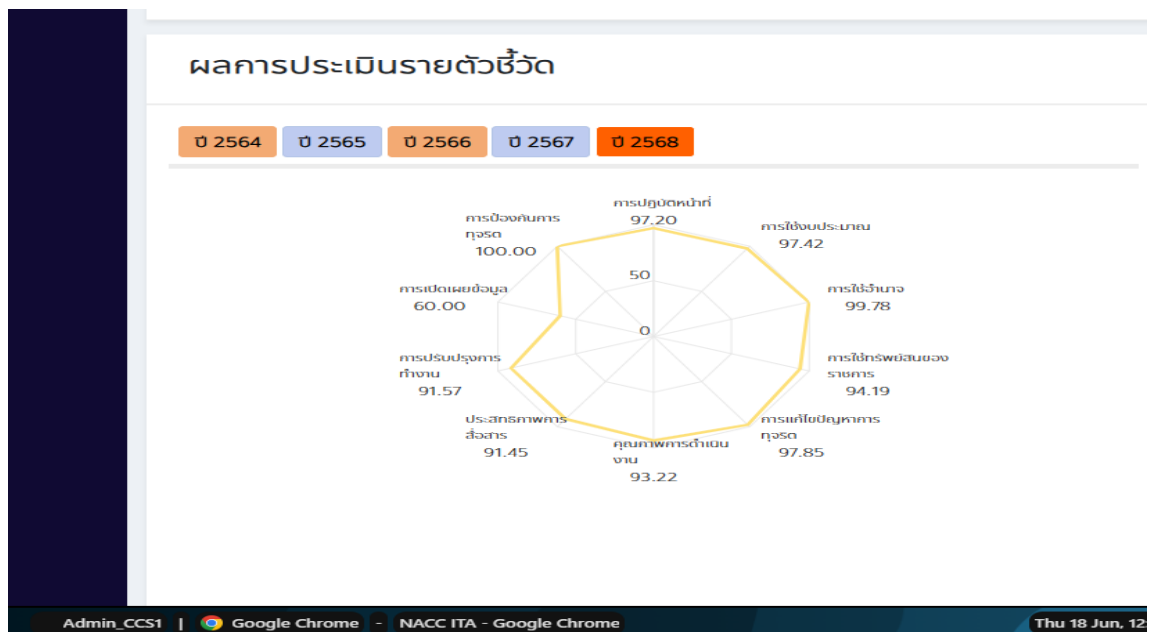 ผลการประเมินรายตัวชี้วัด
ปี 2564
ปี 2565
ปี 2566
ปี 2567
ปี 2568
การปฏิบัติหน้าที่
97.20
การใช้งบประมาณ
97.42
การใช้อำนาจ
99.78
การใช้ทรัพย์สินของ
ราชการ
94.19
การแก้ไขปัญหาการ
ทุจริต
97.85
คุณภาพการดำเนิน
งาน
93.22
ประสิทธิภาพการ
สื่อสาร
91.45
การปรับปรุงการ
ทำงาน
91.57
การเปิดเผยข้อมูล
60.00
การป้องกันการ
ทุจริต
100.00
50
0
Admin_CCS1 | Google Chrome - NACC ITA - Google Chrome
Thu 18 Jun, 12: